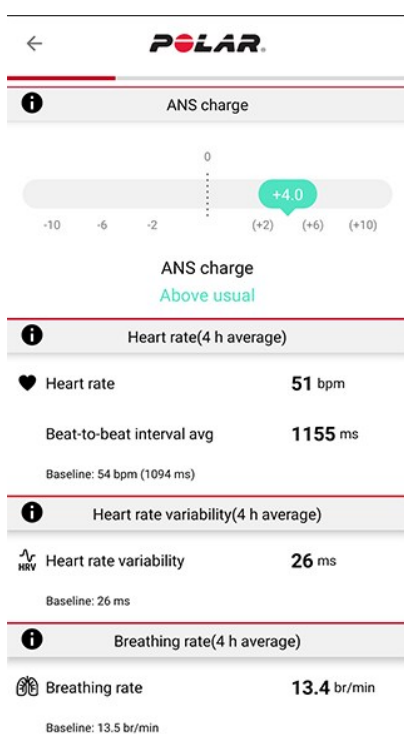 POLAR.
ANS charge
0
+4.0
-10 -6 -2 (+2) (+6) (+10)
ANS charge
Above usual
Heart rate(4 h average)
Heart rate 51 bpm
Beat-to-beat interval avg 1155 ms
Baseline: 54 bpm (1094 ms)
Heart rate variability(4 h average)
HRV Heart rate variability 26 ms
Baseline: 26 ms
Breathing rate(4 h average)
Breathing rate 13.4 br/min
Baseline: 13.5 br/min